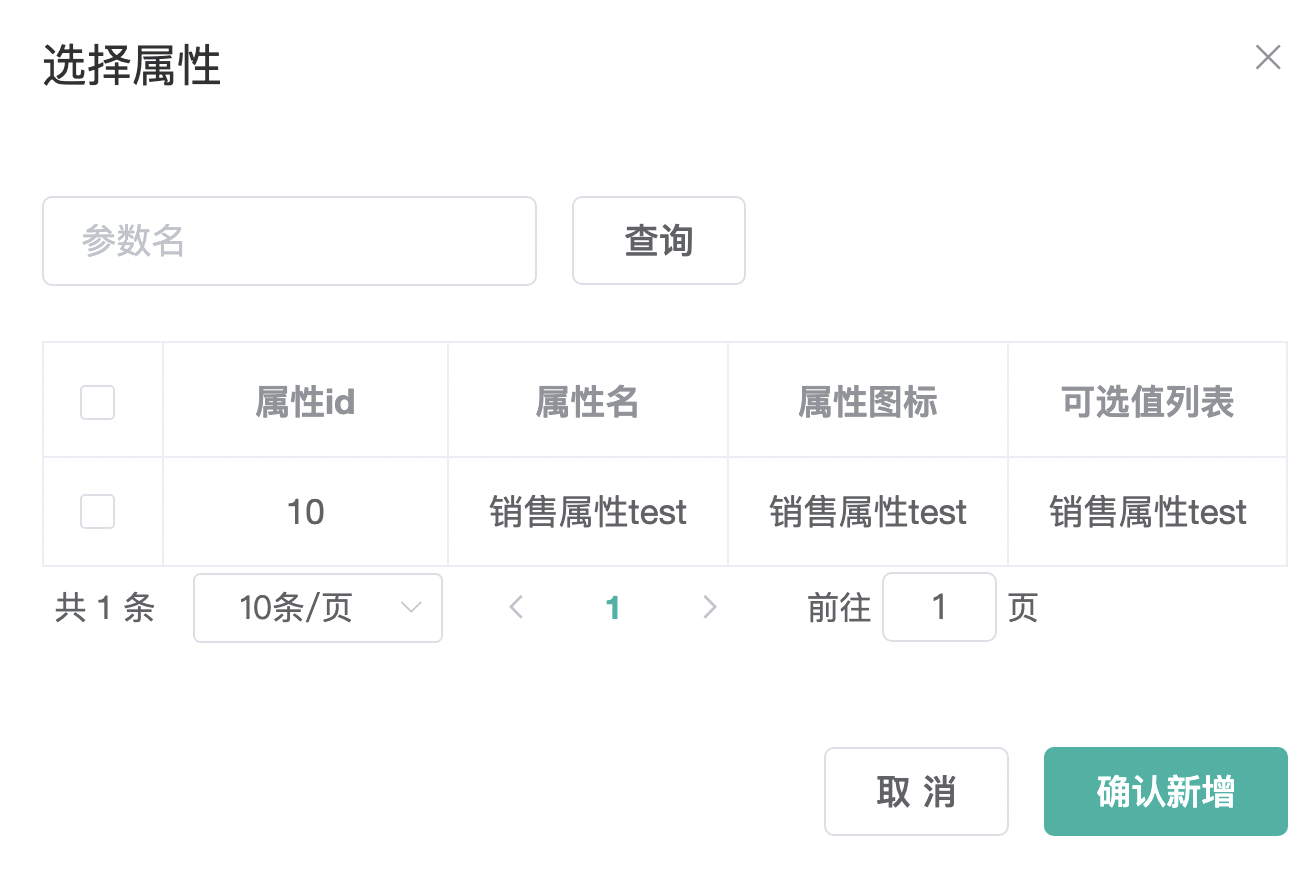 选择属性
参数名 查询
属性id 属性名 属性图标 可选值列表
10 销售属性test 销售属性test 销售属性test
共 1 条 10条/页 1 前往 1 页
取 消 确认新增